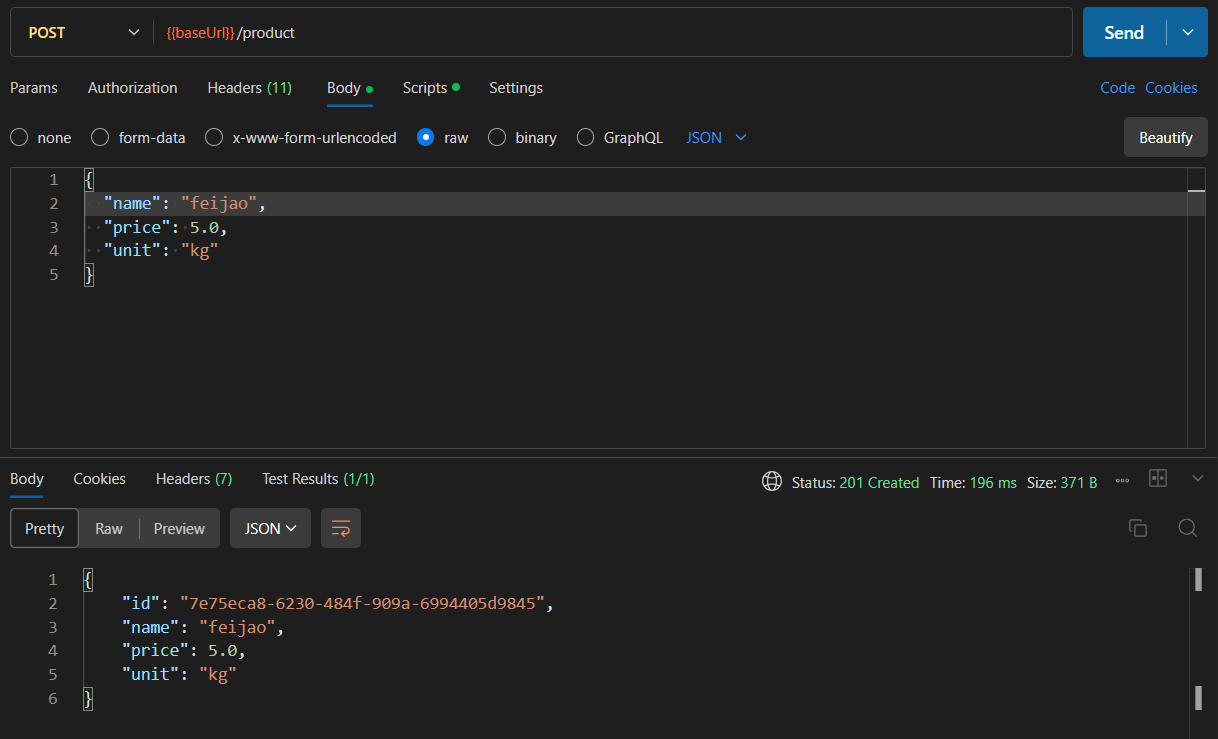 POST {{baseUrl}}/product Send
Params Authorization Headers (11) Body Scripts Settings Code Cookies
none form-data x-www-form-urlencoded raw binary GraphQL JSON Beautify
1 {
2 "name": "feijao",
3 "price": 5.0,
4 "unit": "kg"
5 }
Body Cookies Headers (7) Test Results (1/1) Status: 201 Created Time: 196 ms Size: 371 B
Pretty Raw Preview JSON
1 {
2 "id": "7e75eca8-6230-484f-909a-6994405d9845",
3 "name": "feijao",
4 "price": 5.0,
5 "unit": "kg"
6 }